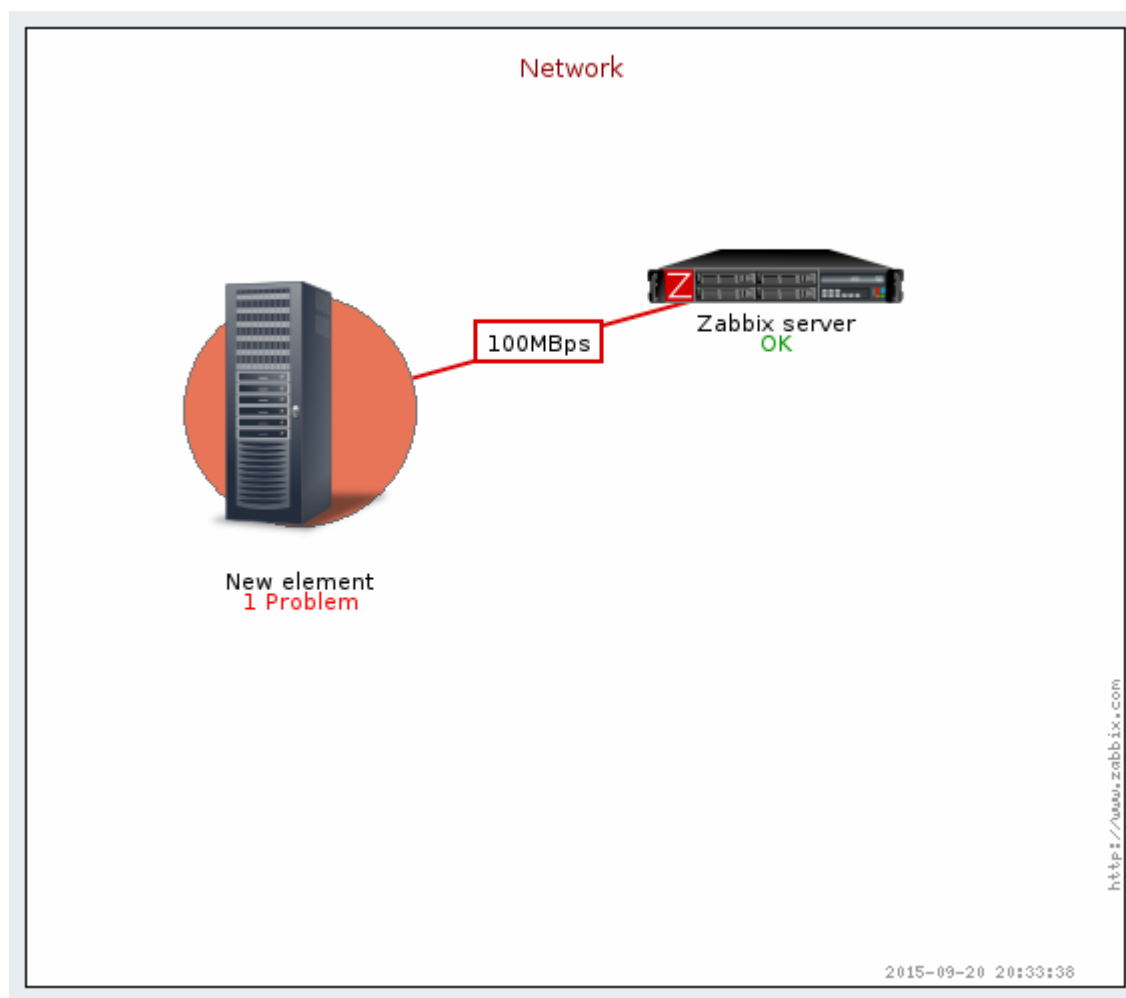 Network
Z
Zabbix server
OK
100MBps
New element
1 Problem
http://www.zabbix.com
2015-09-20 20:33:38